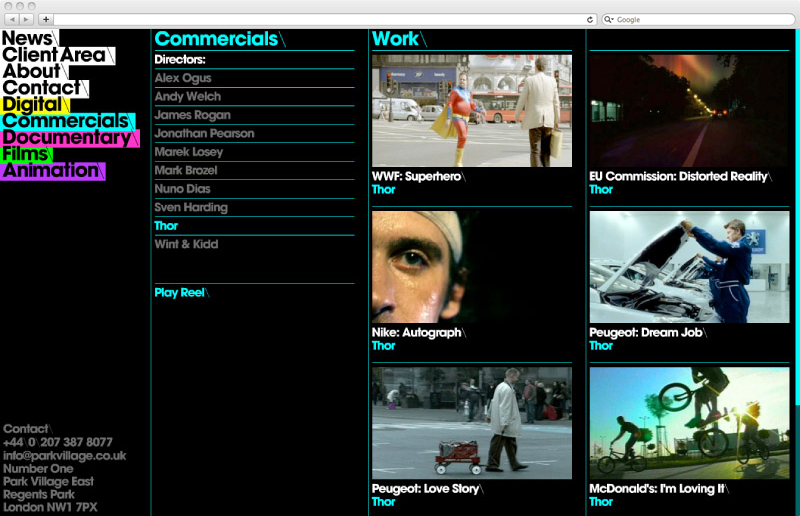 Google
News\
Client Area\
About\
Contact\
Digital\
Commercials\
Documentary\
Films\
Animation\
Contact\
+44\0\207 387 8077
info@parkvillage.co.uk
Number One
Park Village East
Regents Park
London NW1 7PX
Commercials\
Directors:
Alex Ogus
Andy Welch
James Rogan
Jonathan Pearson
Marek Losey
Mark Brozel
Nuno Dias
Sven Harding
Thor
Wint & Kidd
Play Reel\
Work\
WWF: Superhero\
Thor
EU Commission: Distorted Reality\
Thor
Nike: Autograph\
Thor
Peugeot: Dream Job\
Thor
Peugeot: Love Story\
Thor
McDonald's: I'm Loving It\
Thor